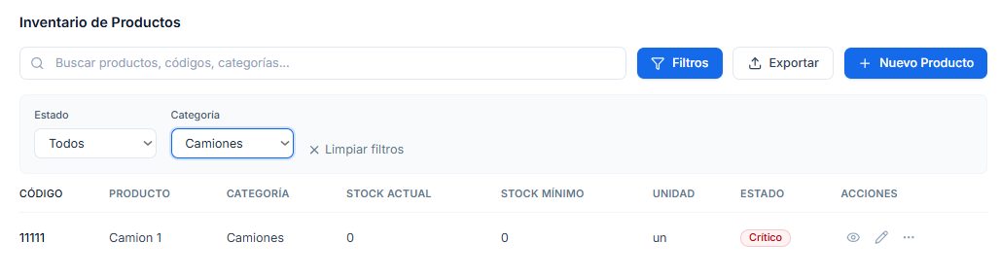 Inventario de Productos
Buscar productos, códigos, categorías...
Filtros
Exportar
Nuevo Producto
Estado
Categoría
Todos
Camiones
Limpiar filtros
CÓDIGO PRODUCTO CATEGORÍA STOCK ACTUAL STOCK MÍNIMO UNIDAD ESTADO ACCIONES
11111 Camion 1 Camiones 0 0 un Crítico